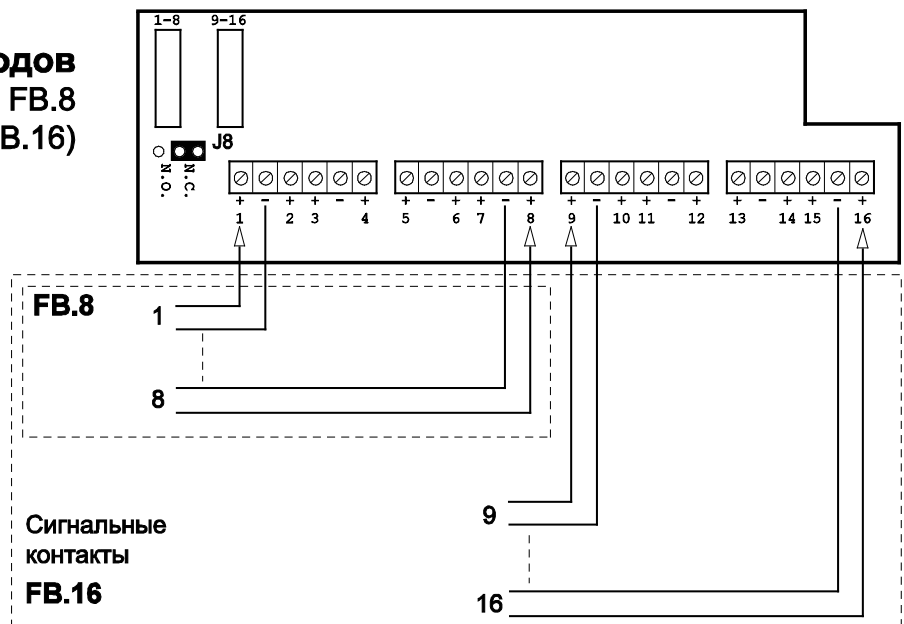 1-8 9-16
одов
FB.8
B.16)
J8
N.O. N.C.
+ - + + - + + - + + - + + - + + - + + - + + - +
1 2 3 4 5 6 7 8 9 10 11 12 13 14 15 16
FB.8
1
8
9
Сигнальные
контакты
FB.16
16